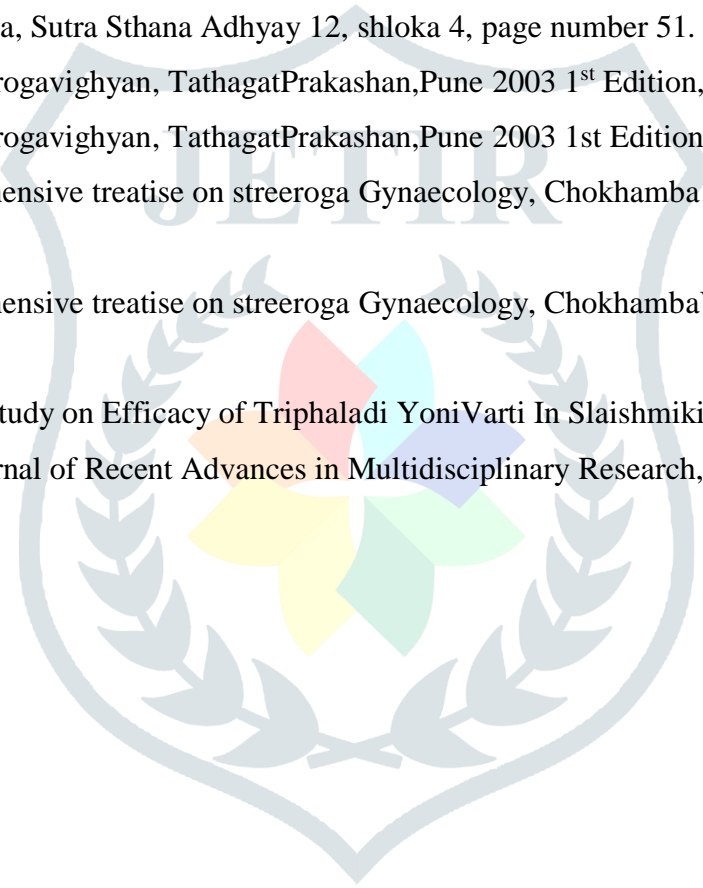 a, Sutra Sthana Adhyay 12, shloka 4, page number 51.
rogavighyan, TathagatPrakashan,Pune 2003 1st Edition,
rogavighyan, TathagatPrakashan,Pune 2003 1st Edition
ensive treatise on streeroga Gynaecology, Chokhamba
ensive treatise on streeroga Gynaecology, Chokhamba
tudy on Efficacy of Triphaladi YoniVarti In Slaishmiki
rnal of Recent Advances in Multidisciplinary Research,
JETIR